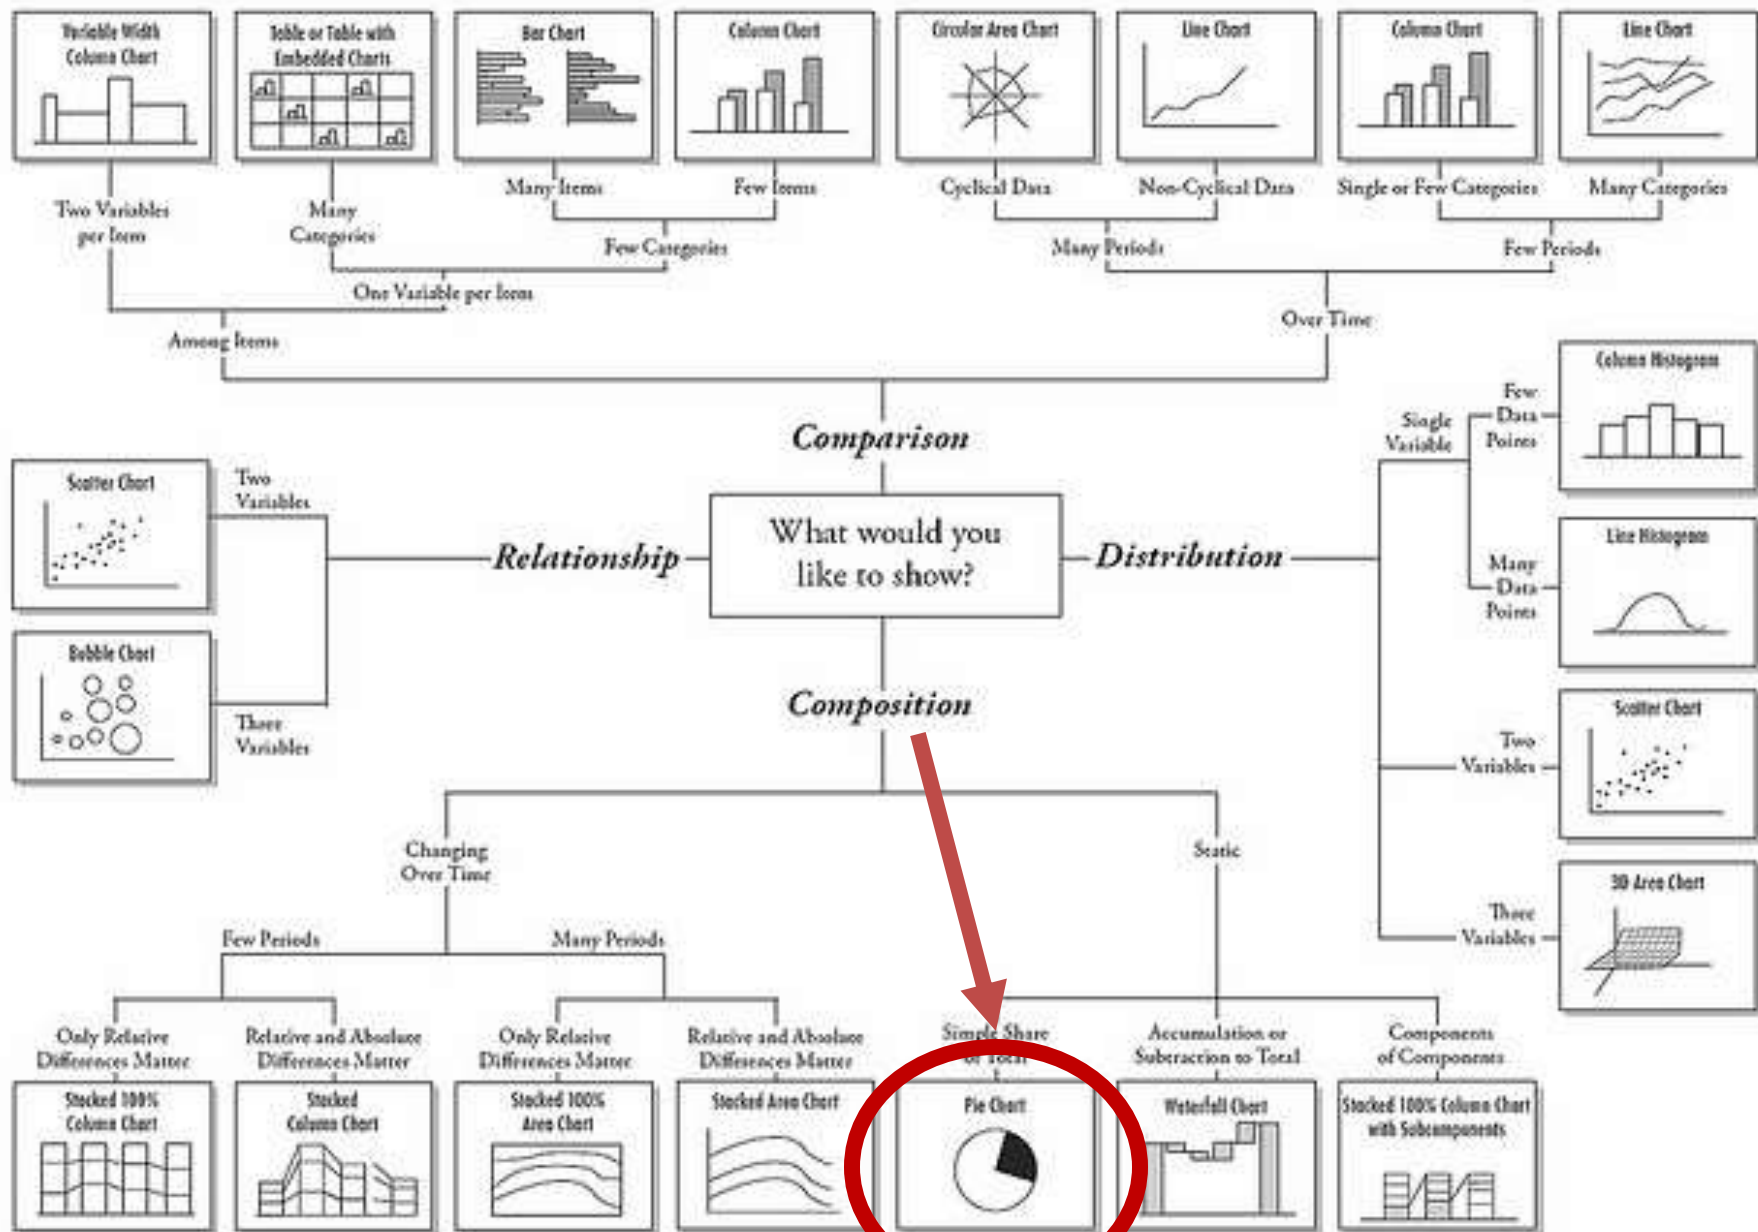 Variable Width
Column Chart
Table or Table with
Embedded Charts
Bar Chart
Column Chart
Circular Area Chart
Line Chart
Column Chart
Line Chart
Two Variables
per Item
Many
Categories
Many Items
Few Items
Cyclical Data
Non-Cyclical Data
Single or Few Categories
Many Categories
Few Categories
Many Periods
Few Periods
One Variable per Item
Among Items
Over Time
Comparison
What would you
like to show?
Relationship
Two
Variables
Scatter Chart
Three
Variables
Bubble Chart
Distribution
Single
Variable
Few
Data
Points
Column Histogram
Many
Data
Points
Line Histogram
Two
Variables
Scatter Chart
Three
Variables
3D Area Chart
Composition
Changing
Over Time
Static
Few Periods
Many Periods
Only Relative
Differences Matter
Relative and Absolute
Differences Matter
Only Relative
Differences Matter
Relative and Absolute
Differences Matter
Simple Share
of Total
Accumulation or
Subtraction to Total
Components
of Components
Stacked 100%
Column Chart
Stacked
Column Chart
Stacked 100%
Area Chart
Stacked Area Chart
Pie Chart
Waterfall Chart
Stacked 100% Column Chart
with Subcomponents